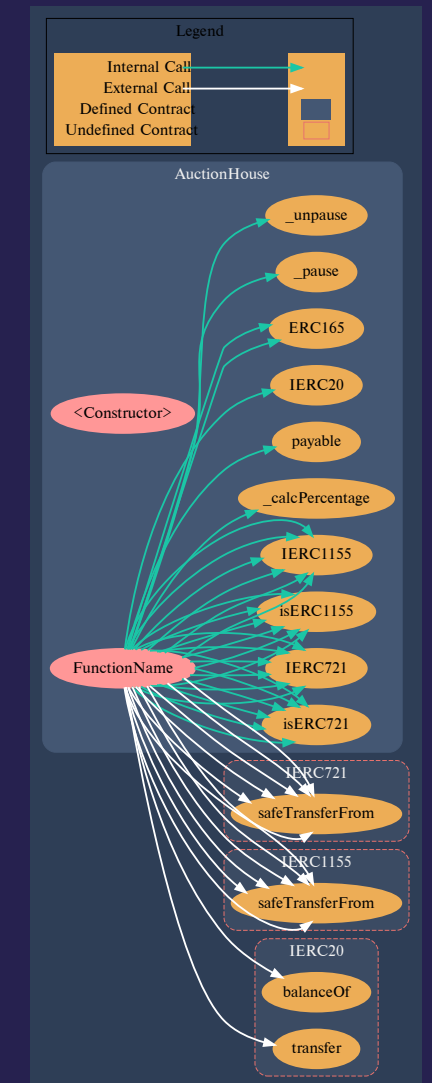 Legend
Internal Call
External Call
Defined Contract
Undefined Contract
AuctionHouse
_unpause
_pause
ERC165
IERC20
<Constructor>
payable
_calcPercentage
IERC1155
isERC1155
FunctionName
IERC721
isERC721
IERC721
safeTransferFrom
IERC1155
safeTransferFrom
IERC20
balanceOf
transfer